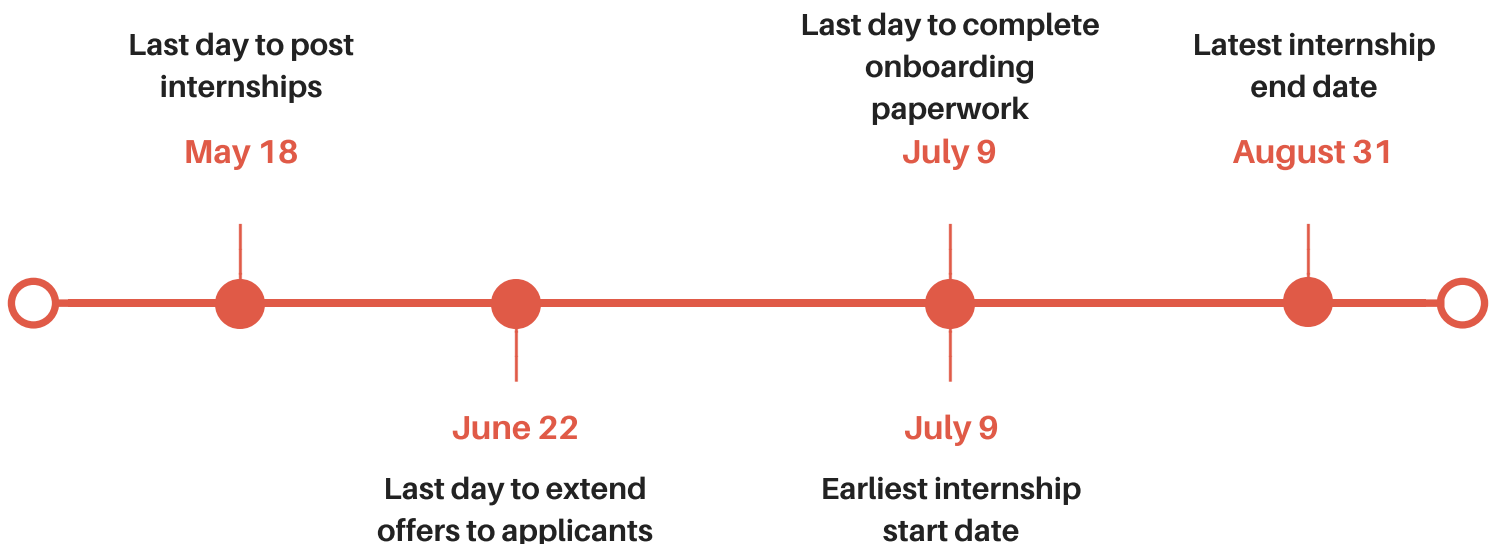 Last day to post
internships
May 18
June 22
Last day to extend
offers to applicants
Last day to complete
onboarding
paperwork
July 9
July 9
Earliest internship
start date
Latest internship
end date
August 31